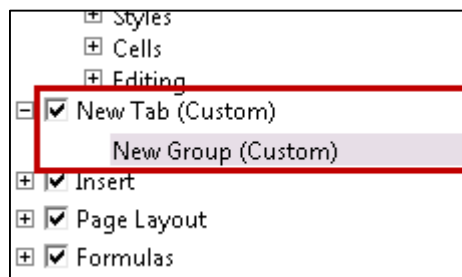 Styles
Cells
Editing
New Tab (Custom)
New Group (Custom)
Insert
Page Layout
Formulas